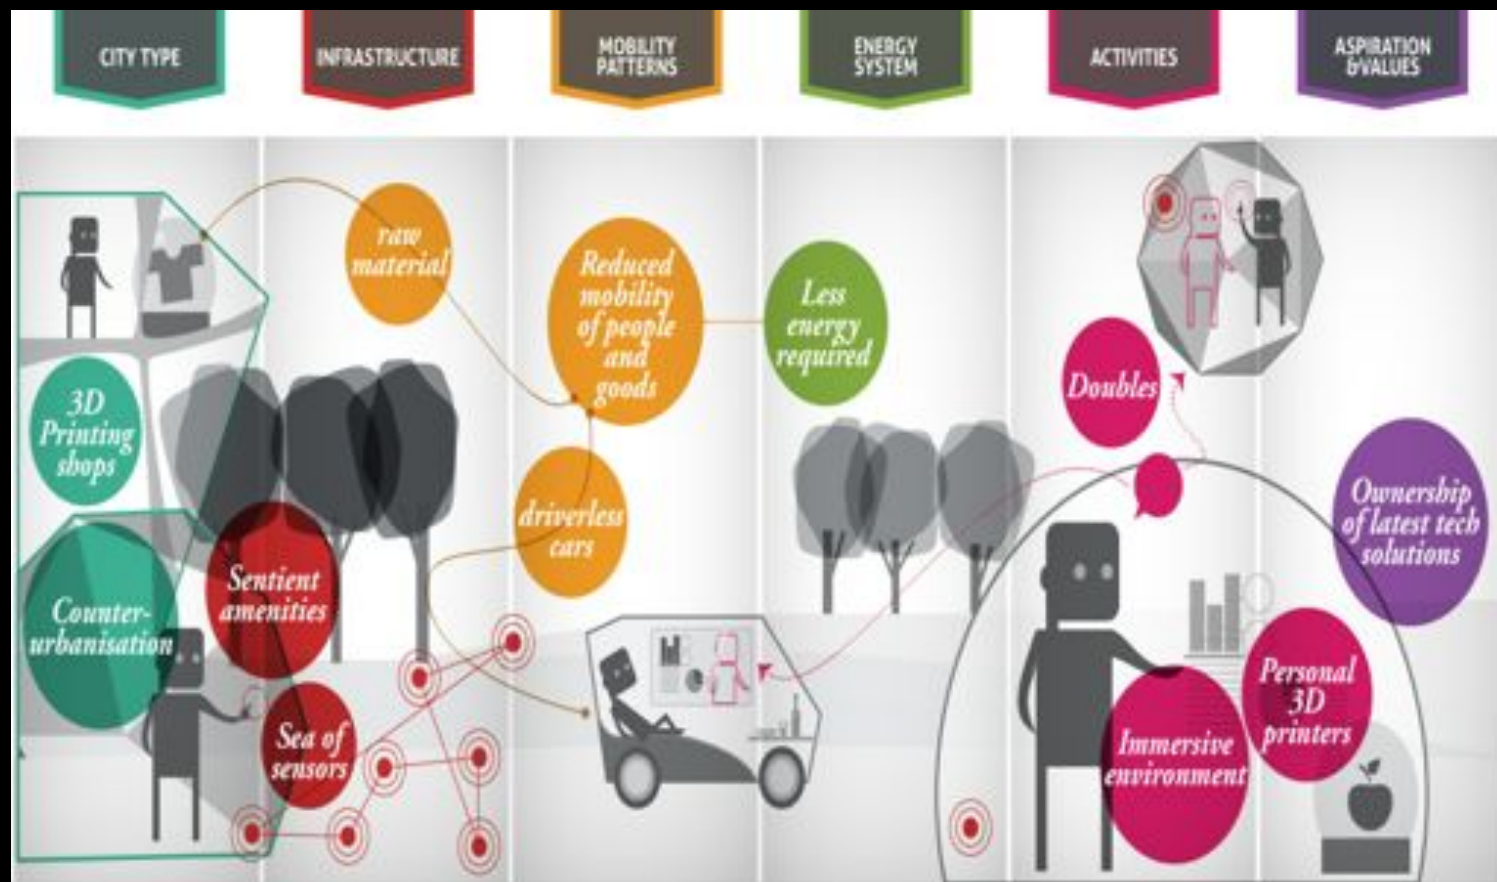 CITY TYPE
INFRASTRUCTURE
MOBILITY
PATTERNS
ENERGY
SYSTEM
ACTIVITIES
ASPIRATION
&VALUES
raw
material
Reduced
mobility
of people
and
goods
Less
energy
required
Doubles
3D
Printing
shops
driverless
cars
Ownership
of latest tech
solutions
Sentient
amenities
Counter-
urbanisation
Sea of
sensors
Personal
3D
printers
Immersive
environment